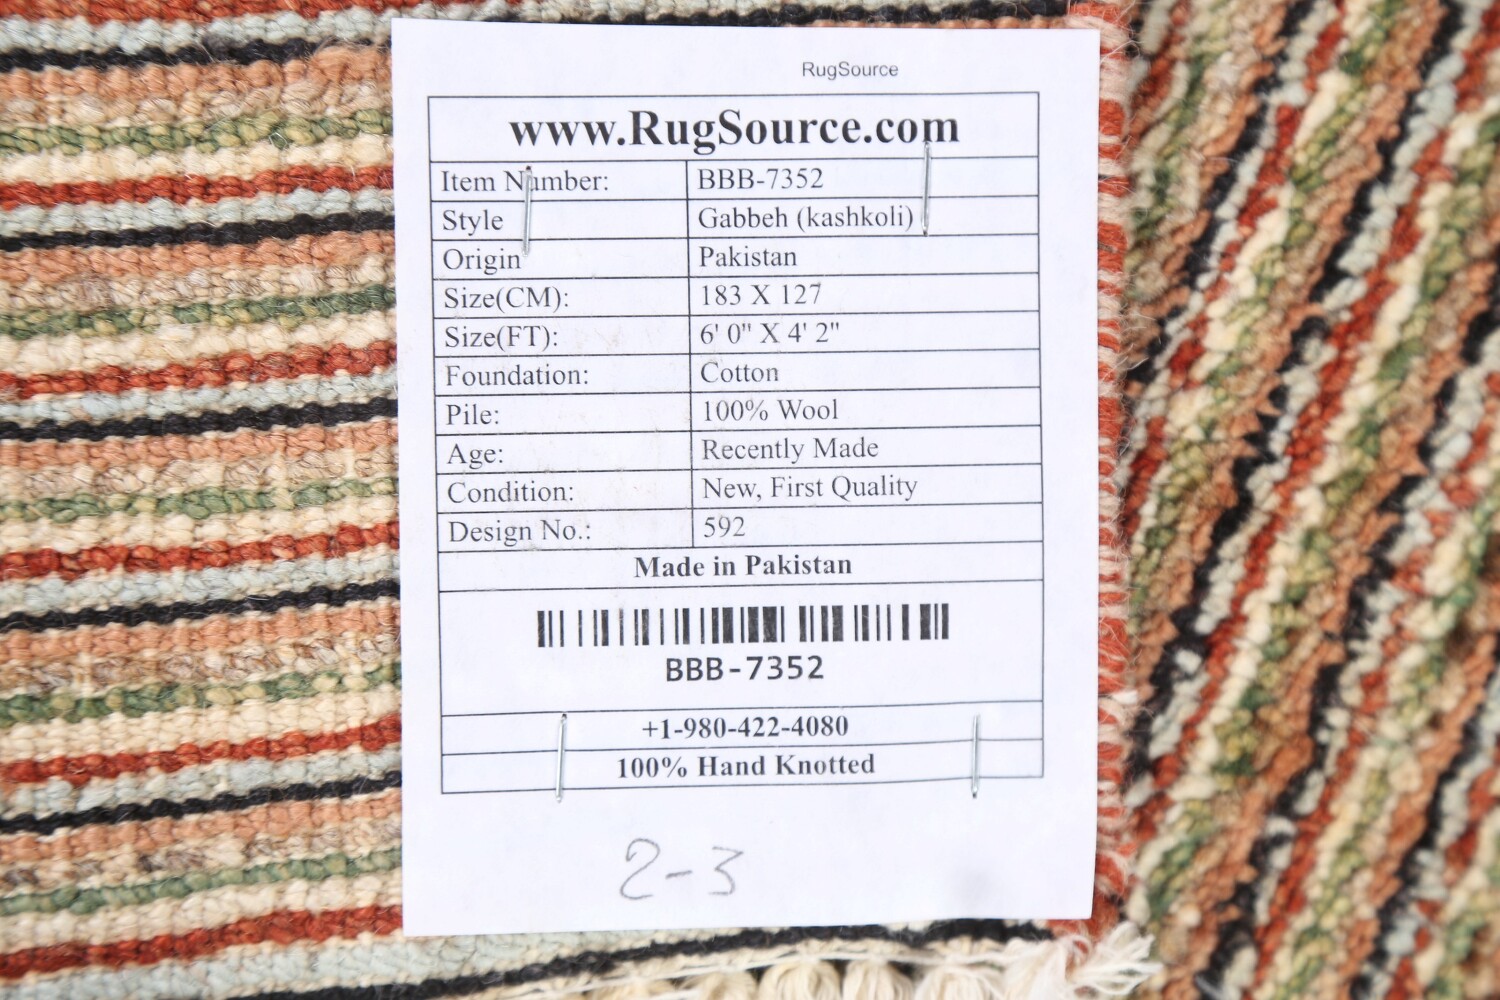 RugSource
www.RugSource.com
Item Number: BBB-7352
Style Gabbeh (kashkoli)
Origin Pakistan
Size(CM): 183 X 127
Size(FT): 6' 0" X 4' 2"
Foundation: Cotton
Pile: 100% Wool
Age: Recently Made
Condition: New, First Quality
Design No.: 592
Made in Pakistan
BBB-7352
+1-980-422-4080
100% Hand Knotted
2-3